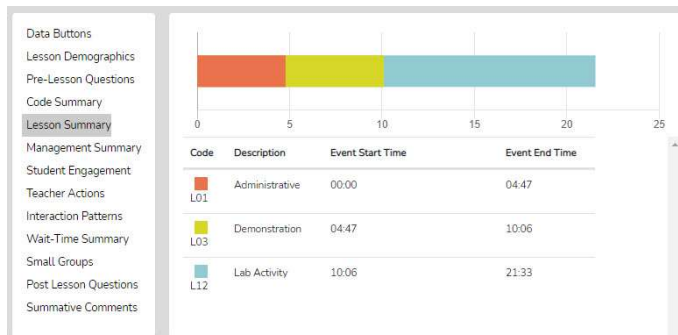 Data Buttons
Lesson Demographics
Pre-Lesson Questions
Code Summary
Lesson Summary
Management Summary
Student Engagement
Teacher Actions
Interaction Patterns
Wait-Time Summary
Small Groups
Post Lesson Questions
Summative Comments
0 5 10 15 20 25
Code Description Event Start Time Event End Time
L01 Administrative 00:00 04:47
L03 Demonstration 04:47 10:06
L12 Lab Activity 10:06 21:33